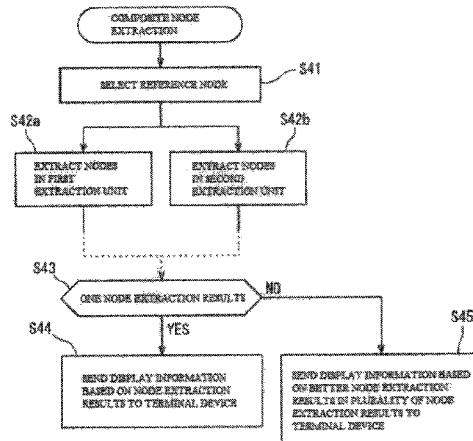 COMPOSITE NODE
EXTRACTION
SELECT REFERENCE NODE
S41
S42a
S42b
EXTRACT NODES
IN FIRST
EXTRACTION UNIT
EXTRACT NODES
IN SECOND
EXTRACTION UNIT
S43
ONE NODE EXTRACTION RESULTS
NO
YES
S44
S45
SEND DISPLAY INFORMATION
BASED ON NODE EXTRACTION
RESULTS TO TERMINAL DEVICE
SEND DISPLAY INFORMATION BASED
ON BETTER NODE EXTRACTION
RESULTS IN PLURALITY OF NODE
EXTRACTION RESULTS TO
TERMINAL DEVICE